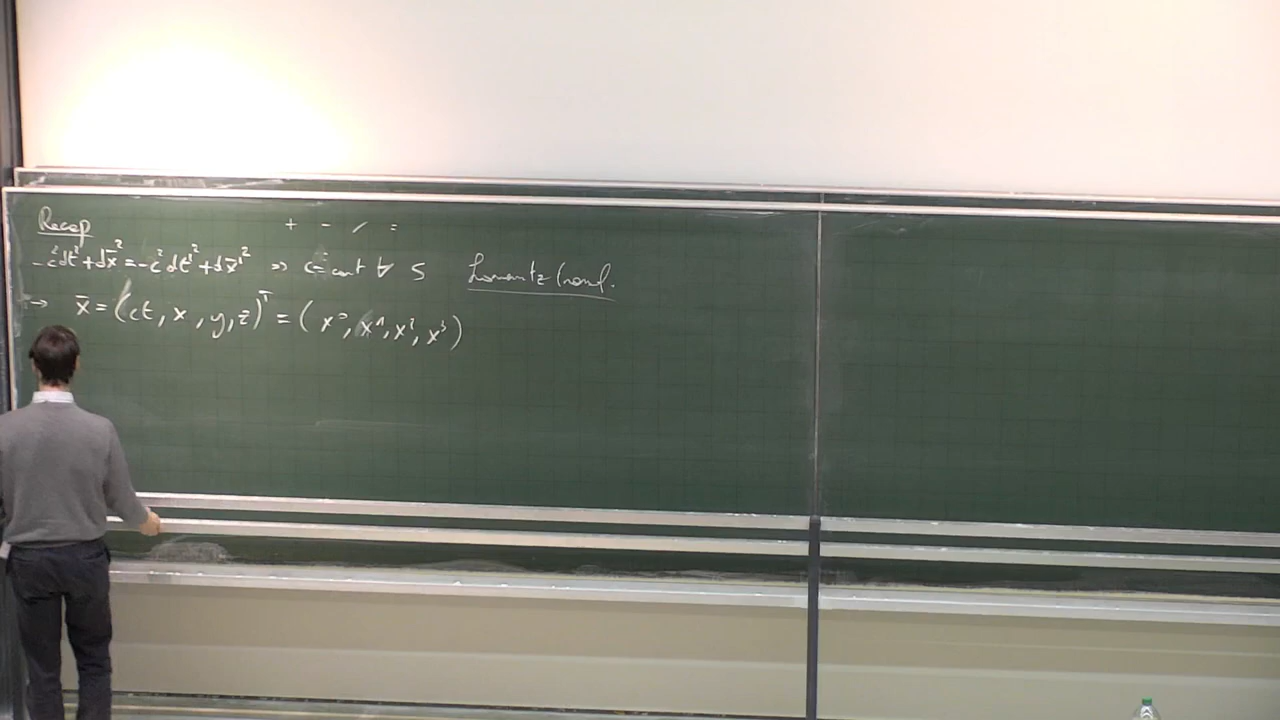 Recap
+ - / =
-c²dt²+dx̄²=-c²dt'²+dx̄'² => c=const ∀ S Lorentz transf.
→ x̄=(ct, x, y, z)ᵀ = (x⁰, x¹, x², x³)